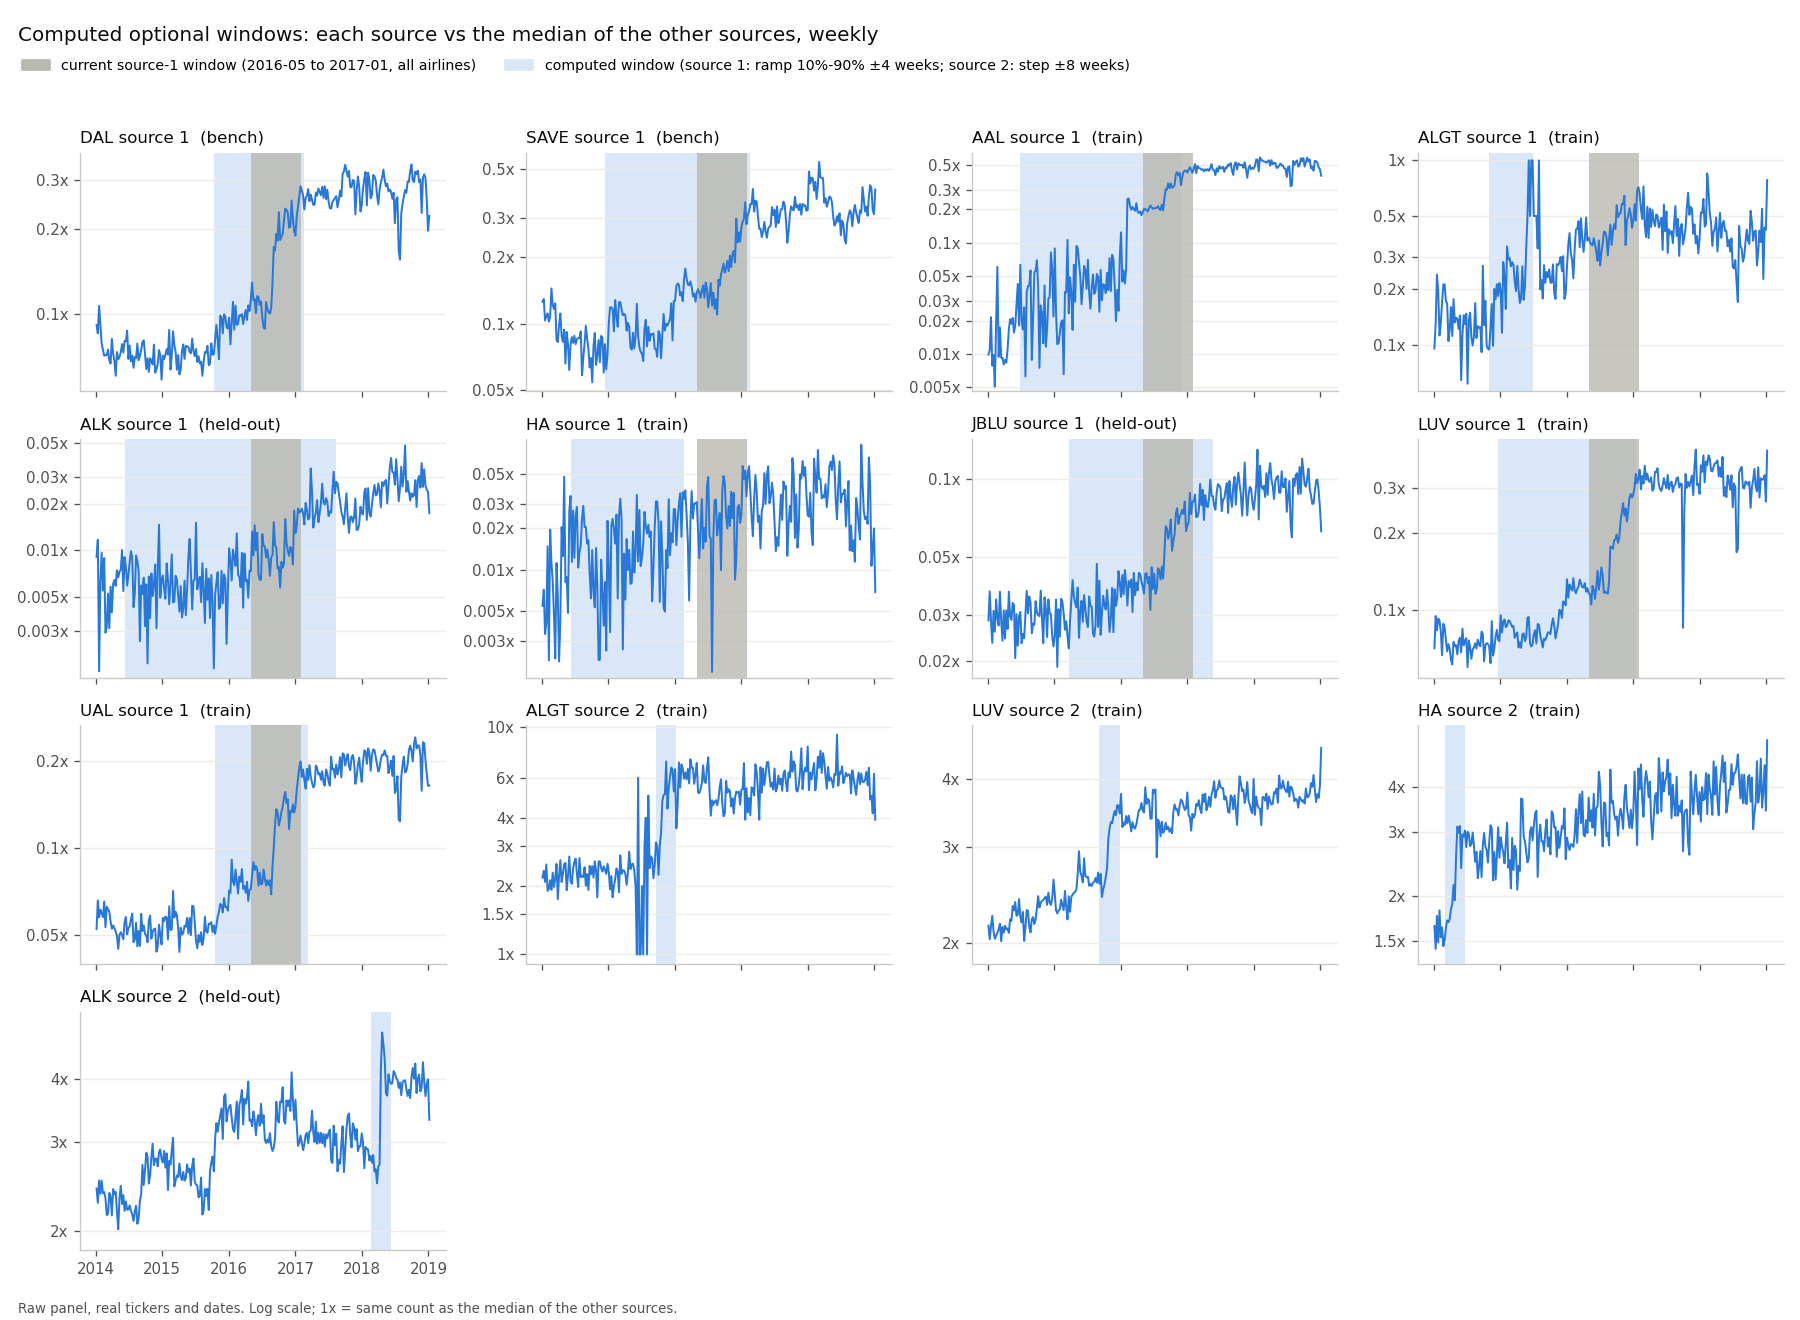 Computed optional windows: each source vs the median of the other sources, weekly
current source-1 window (2016-05 to 2017-01, all airlines)
computed window (source 1: ramp 10%-90% ±4 weeks; source 2: step ±8 weeks)
DAL source 1  (bench)
0.3x
0.2x
0.1x
SAVE source 1  (bench)
0.5x
0.3x
0.2x
0.1x
0.05x
AAL source 1  (train)
0.5x
0.3x
0.2x
0.1x
0.05x
0.03x
0.02x
0.01x
0.005x
ALGT source 1  (train)
1x
0.5x
0.3x
0.2x
0.1x
ALK source 1  (held-out)
0.05x
0.03x
0.02x
0.01x
0.005x
0.003x
HA source 1  (train)
0.05x
0.03x
0.02x
0.01x
0.005x
0.003x
JBLU source 1  (held-out)
0.1x
0.05x
0.03x
0.02x
LUV source 1  (train)
0.3x
0.2x
0.1x
UAL source 1  (train)
0.2x
0.1x
0.05x
ALGT source 2  (train)
10x
6x
4x
3x
2x
1.5x
1x
LUV source 2  (train)
4x
3x
2x
HA source 2  (train)
4x
3x
2x
1.5x
ALK source 2  (held-out)
4x
3x
2x
2014 2015 2016 2017 2018 2019
Raw panel, real tickers and dates. Log scale; 1x = same count as the median of the other sources.